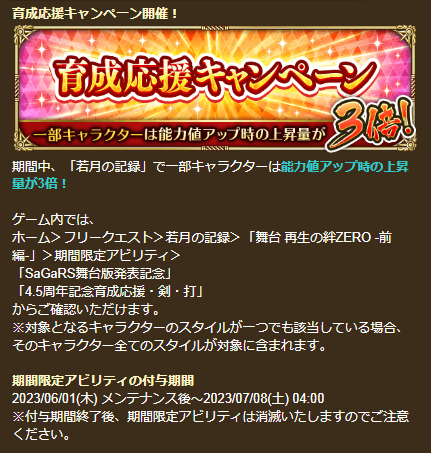 育成応援キャンペーン開催！
育成応援キャンペーン
一部キャラクターは能力値アップ時の上昇量が3倍!
期間中、「若月の記録」で一部キャラクターは能力値アップ時の上昇
量が3倍！
ゲーム内では、
ホーム＞フリークエスト＞若月の記録＞「舞台 再生の絆ZERO -前
編-」＞期間限定アビリティ＞
「SaGaRS舞台版発表記念」
「4.5周年記念育成応援・剣・打」
からご確認いただけます。
※対象となるキャラクターのスタイルが一つでも該当している場合、
そのキャラクター全てのスタイルが対象に含まれます。
期間限定アビリティの付与期間
2023/06/01(木) メンテナンス後～2023/07/08(土) 04:00
※付与期間終了後、期間限定アビリティは消滅いたしますのでご注意
ください。